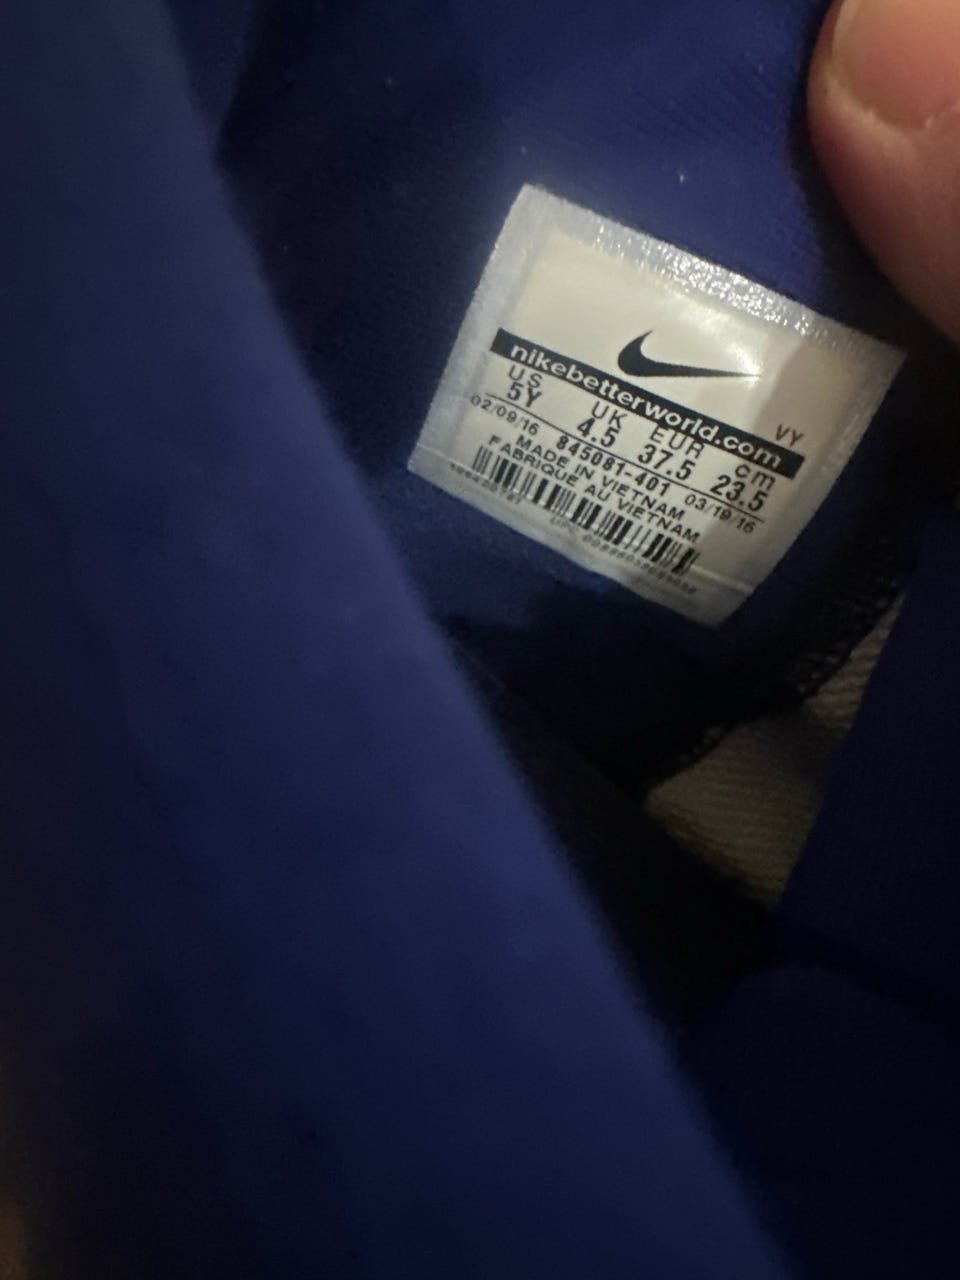 nikebetterworld.com
VY
US UK EUR cm
5Y 4.5 37.5 23.5
02/09/16 845081-401 03/19/16
MADE IN VIETNAM
FABRIQUE AU VIETNAM